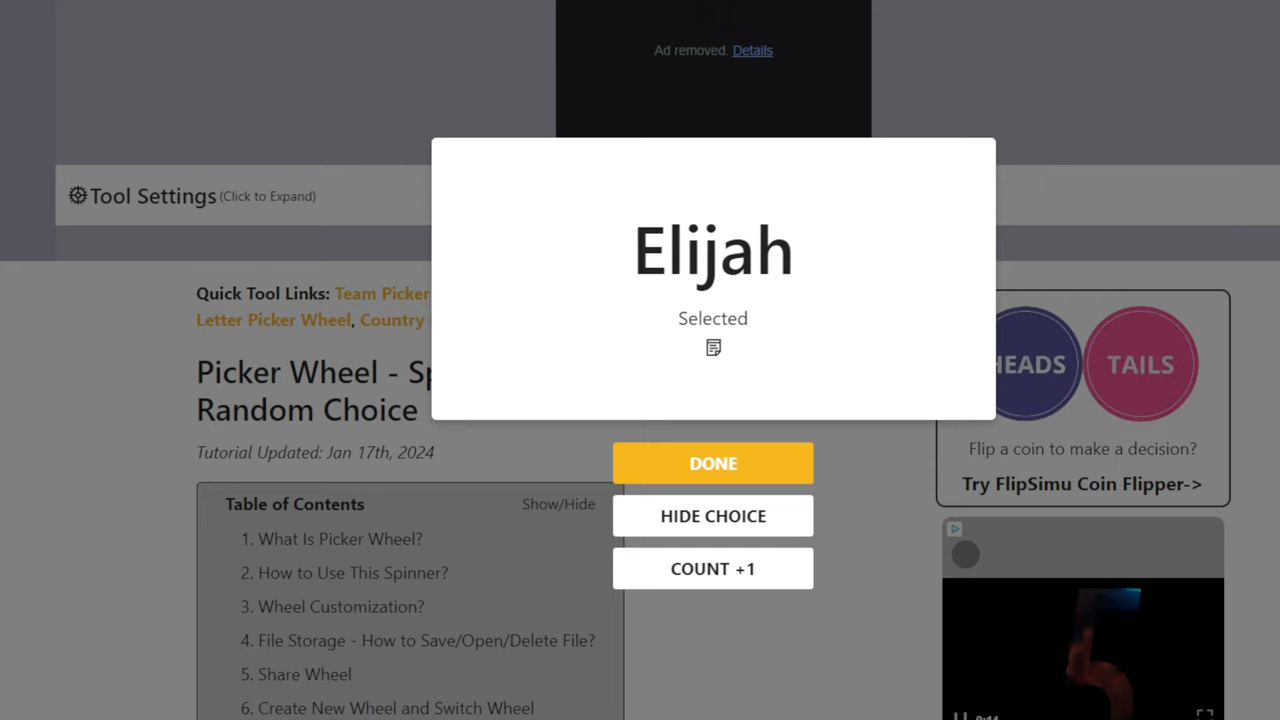 Ad removed. Details
Tool Settings (Click to Expand)
Elijah
Selected
Quick Tool Links: Team Picker
Letter Picker Wheel, Country
Picker Wheel - Sp
Random Choice
Tutorial Updated: Jan 17th, 2024
DONE
HIDE CHOICE
COUNT +1
Table of Contents Show/Hide
1. What Is Picker Wheel?
2. How to Use This Spinner?
3. Wheel Customization?
4. File Storage - How to Save/Open/Delete File?
5. Share Wheel
6. Create New Wheel and Switch Wheel
HEADS TAILS
Flip a coin to make a decision?
Try FlipSimu Coin Flipper->